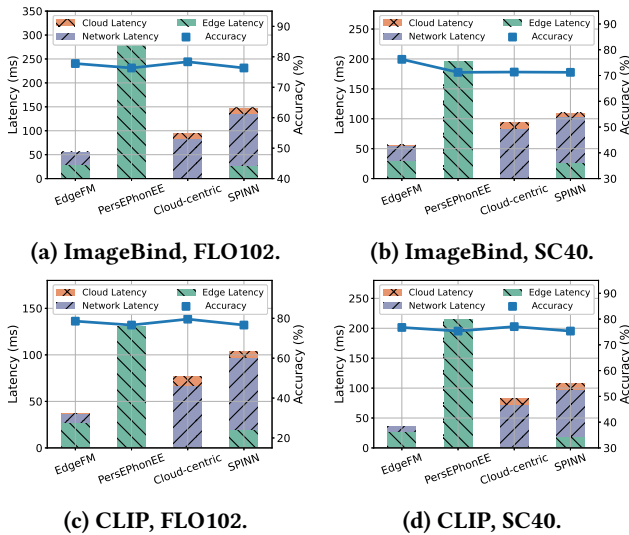 Cloud Latency
Edge Latency
Network Latency
Accuracy
Latency (ms)
350
300
250
200
150
100
50
0
Accuracy (%)
90
80
70
60
50
40
EdgeFM
PersEPhonEE
Cloud-centric
SPINN
(a) ImageBind, FLO102.
Cloud Latency
Edge Latency
Network Latency
Accuracy
Latency (ms)
250
200
150
100
50
0
Accuracy (%)
90
80
70
60
50
40
30
EdgeFM
PersEPhonEE
Cloud-centric
SPINN
(b) ImageBind, SC40.
Cloud Latency
Edge Latency
Network Latency
Accuracy
Latency (ms)
150
100
50
0
Accuracy (%)
80
60
40
20
EdgeFM
PersEPhonEE
Cloud-centric
SPINN
(c) CLIP, FLO102.
Cloud Latency
Edge Latency
Network Latency
Accuracy
Latency (ms)
250
200
150
100
50
0
Accuracy (%)
90
80
70
60
50
40
30
EdgeFM
PersEPhonEE
Cloud-centric
SPINN
(d) CLIP, SC40.